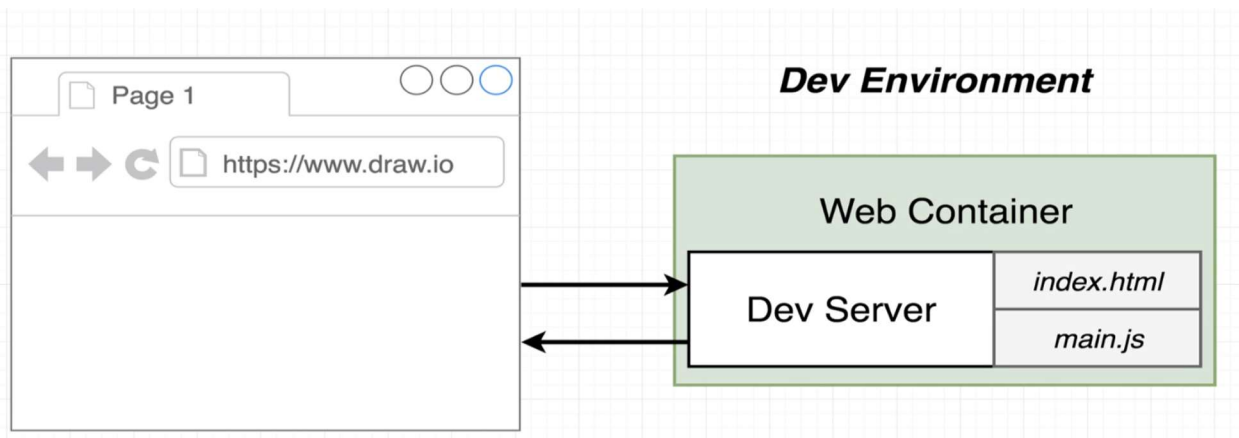 Page 1
https://www.draw.io
Dev Environment
Web Container
Dev Server
index.html
main.js